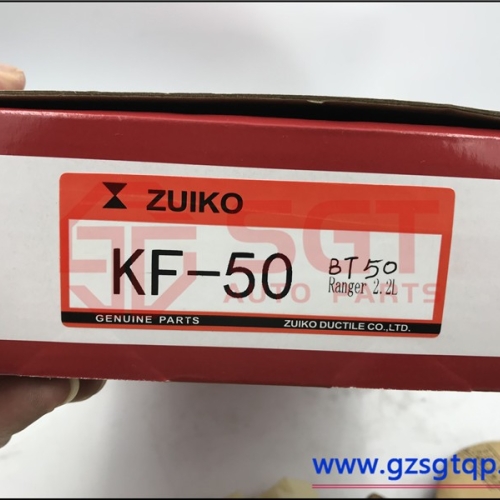 ZUIKO
KF-50
BT50
Ranger 2.2L
GENUINE PARTS
ZUIKO DUCTILE CO.,LTD.
SGT
AUTO PARTS
www.gzsgtqp.